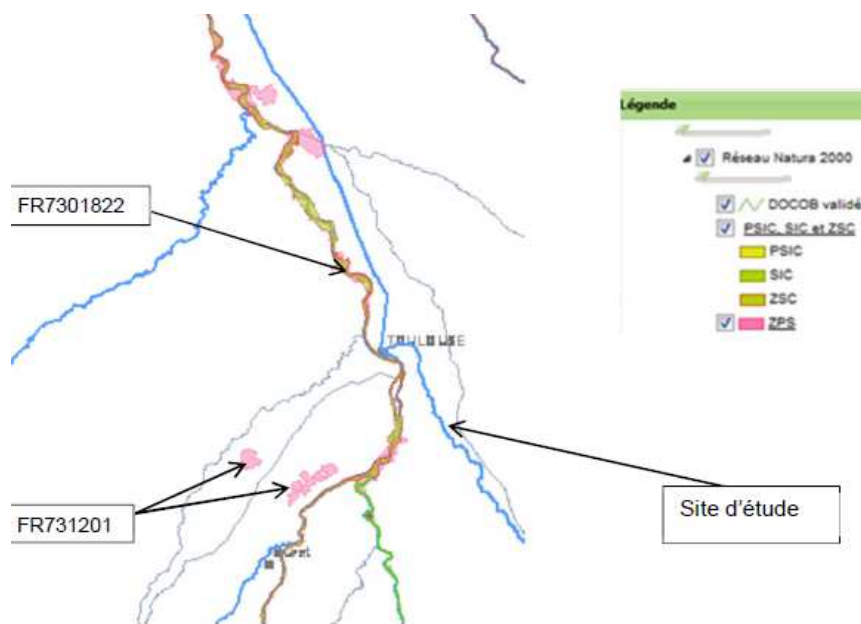 Légende
Réseau Natura 2000
DOCOB validé
PSIC, SIC et ZSC
PSIC
SIC
ZSC
ZPS
FR7301822
TOULOUSE
FR731201
Site d'étude
Muret